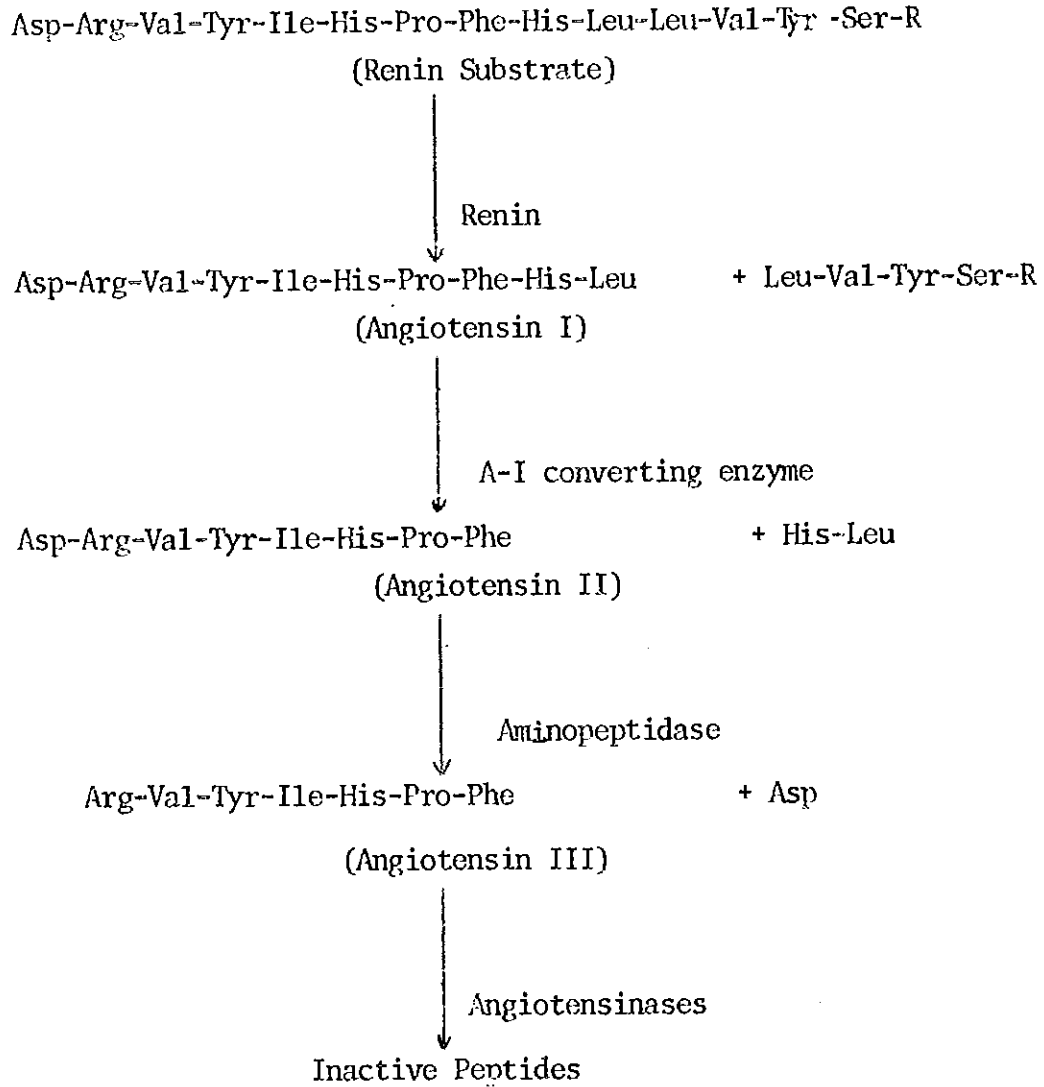 Asp-Arg-Val-Tyr-Ile-His-Pro-Phe-His-Leu-Leu-Val-Tyr -Ser-R
(Renin Substrate)
Renin
Asp-Arg-Val-Tyr-Ile-His-Pro-Phe-His-Leu + Leu-Val-Tyr-Ser-R
(Angiotensin I)
A-I converting enzyme
Asp-Arg-Val-Tyr-Ile-His-Pro-Phe + His-Leu
(Angiotensin II)
Aminopeptidase
Arg-Val-Tyr-Ile-His-Pro-Phe + Asp
(Angiotensin III)
Angiotensinases
Inactive Peptides